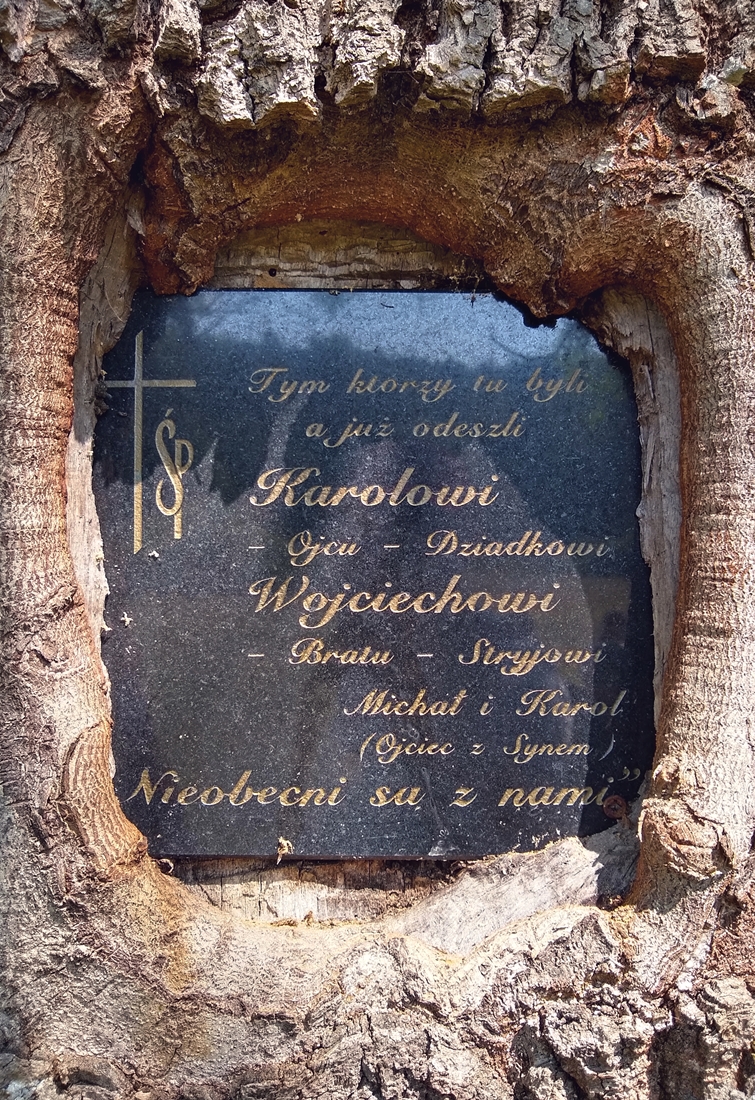 ŚP
Tym którzy tu byli
a już odeszli
Karolowi
- Ojcu - Dziadkowi
Wojciechowi
- Bratu - Stryjowi
Michał i Karol
(Ojciec z Synem)
Nieobecni są z nami”